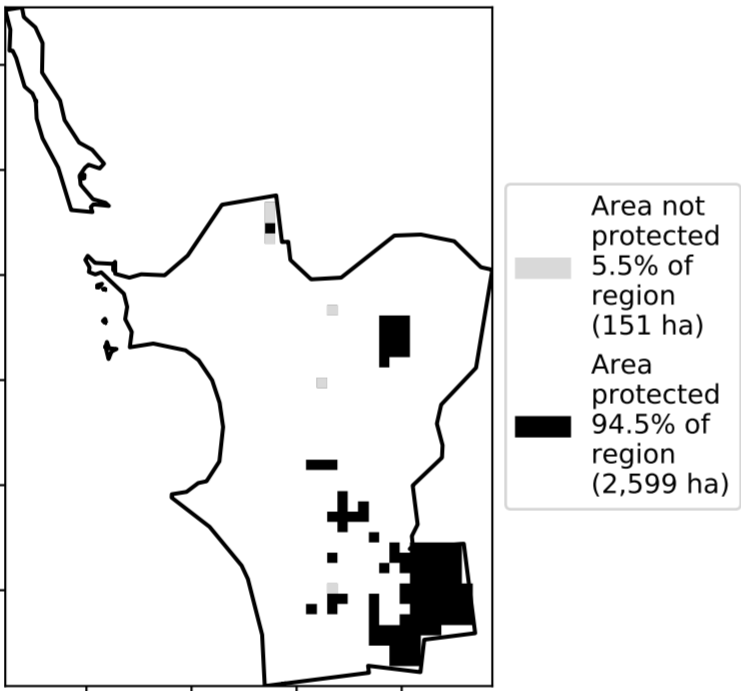 Area not
protected
5.5% of
region
(151 ha)
Area
protected
94.5% of
region
(2,599 ha)